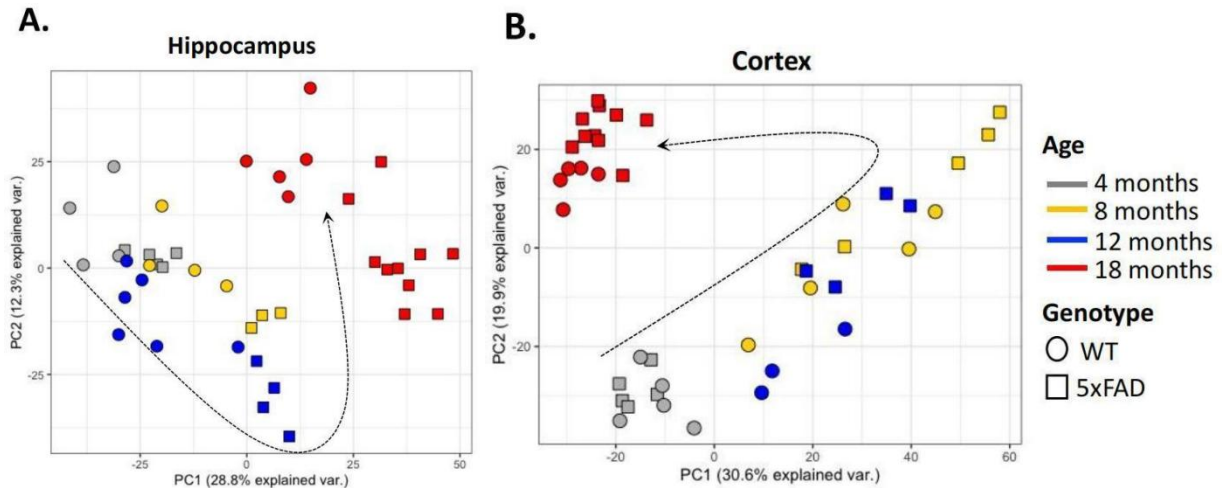 A.
Hippocampus
PC2 (12.3% explained var.)
25
0
-25
-25
0
25
50
PC1 (28.8% explained var.)
B.
Cortex
PC2 (19.9% explained var.)
20
0
-20
-20
0
20
40
60
PC1 (30.6% explained var.)
Age
4 months
8 months
12 months
18 months
Genotype
WT
5xFAD